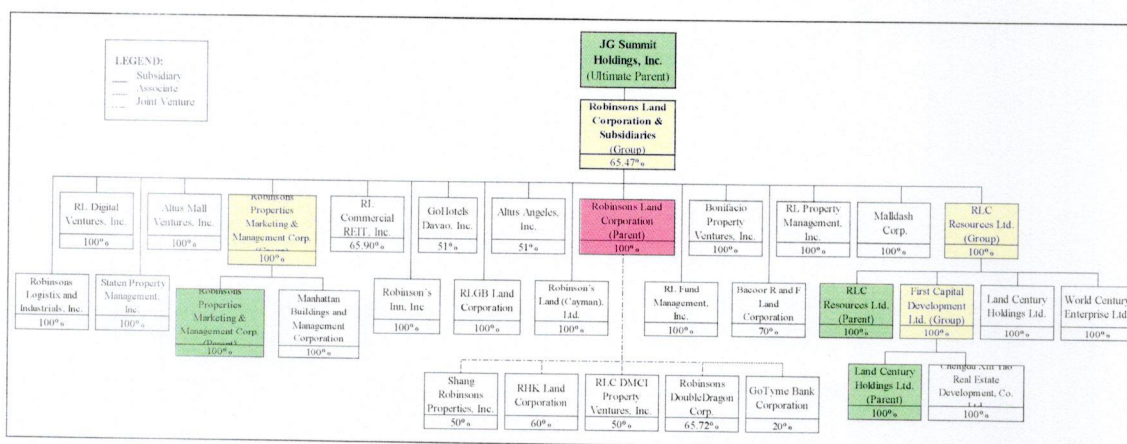 JG Summit
Holdings, Inc.
(Ultimate Parent)
LEGEND:
Subsidiary
Associate
Joint Venture
Robinsons Land
Corporation &
Subsidiaries
(Group)
65.47%
RL Digital
Ventures, Inc.
100%
Altus Mall
Ventures, Inc.
100%
Robinsons
Properties
Marketing &
Management Corp.
100%
RL
Commercial
REIT, Inc.
65.90%
GoHotels
Davao, Inc.
51%
Altus Angeles,
Inc.
51%
Robinsons Land
Corporation
(Parent)
100%
Bonifacio
Property
Ventures, Inc.
100%
RL Property
Management,
Inc.
100%
Malldash
Corp.
100%
RLC
Resources Ltd.
(Group)
100%
Robinsons
Logistix and
Industrials, Inc.
100%
Staten Property
Management,
Inc.
100%
Robinsons
Properties
Marketing &
Management Corp.
(Parent)
100%
Manhattan
Buildings and
Management
Corporation
100%
Robinson's
Inn, Inc
100%
RLGB Land
Corporation
100%
Robinson's
Land (Cayman),
Ltd.
100%
RL Fund
Management,
Inc.
100%
Bacoor R and F
Land
Corporation
70%
RLC
Resources Ltd.
(Parent)
100%
First Capital
Development
Ltd. (Group)
100%
Land Century
Holdings Ltd.
100%
World Century
Enterprise Ltd.
100%
Shang
Robinsons
Properties, Inc.
50%
RHK Land
Corporation
60%
RLC DMCI
Property
Ventures, Inc.
50%
Robinsons
DoubleDragon
Corp.
65.72%
GoTyme Bank
Corporation
20%
Land Century
Holdings Ltd.
(Parent)
100%
Chengdu Xin Yao
Real Estate
Development, Co.
100%